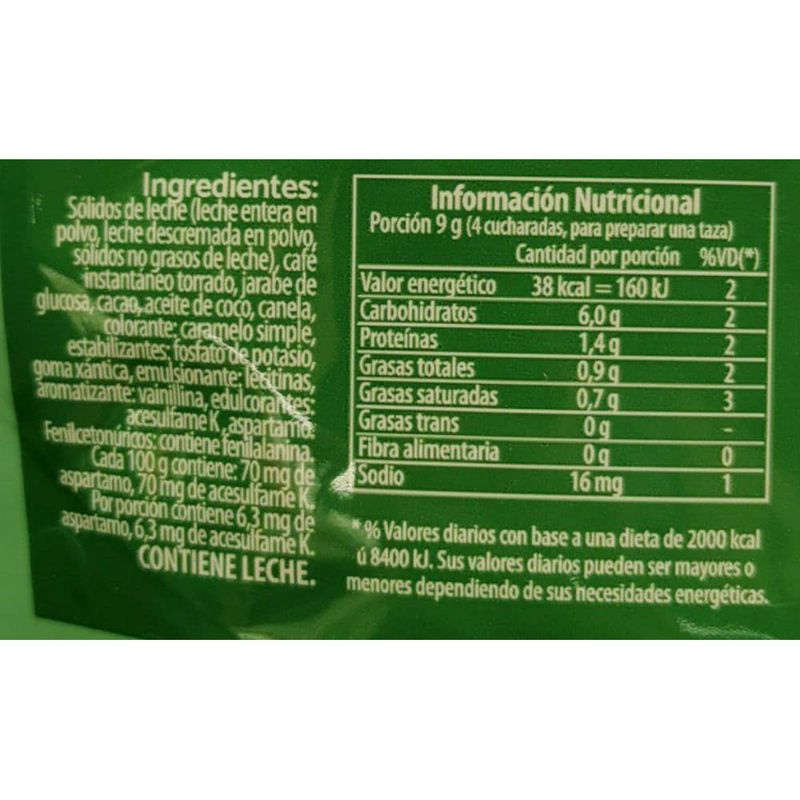 Ingredientes:
Sólidos de leche (leche entera en
polvo, leche descremada en polvo,
sólidos no grasos de leche), café
instantáneo torrado, jarabe de
glucosa, cacao, aceite de coco, canela,
colorante: caramelo simple,
estabilizantes: fosfato de potasio,
goma xántica, emulsionante: lecitinas,
aromatizante: vainillina, edulcorantes:
acesulfame K, aspartamo.
Fenilcetonúricos: contiene fenilalanina.
Cada 100 g contiene: 70 mg de
aspartamo, 70 mg de acesulfame K.
Por porción contiene 6,3 mg de
aspartamo, 6,3 mg de acesulfame K.
CONTIENE LECHE.
Información Nutricional
Porción 9 g (4 cucharadas, para preparar una taza)
Cantidad por porción %VD(*)
Valor energético 38 kcal = 160 kJ 2
Carbohidratos 6,0 g 2
Proteínas 1,4 g 2
Grasas totales 0,9 g 2
Grasas saturadas 0,7 g 3
Grasas trans 0 g -
Fibra alimentaria 0 g 0
Sodio 16 mg 1
* % Valores diarios con base a una dieta de 2000 kcal
ú 8400 kJ. Sus valores diarios pueden ser mayores o
menores dependiendo de sus necesidades energéticas.